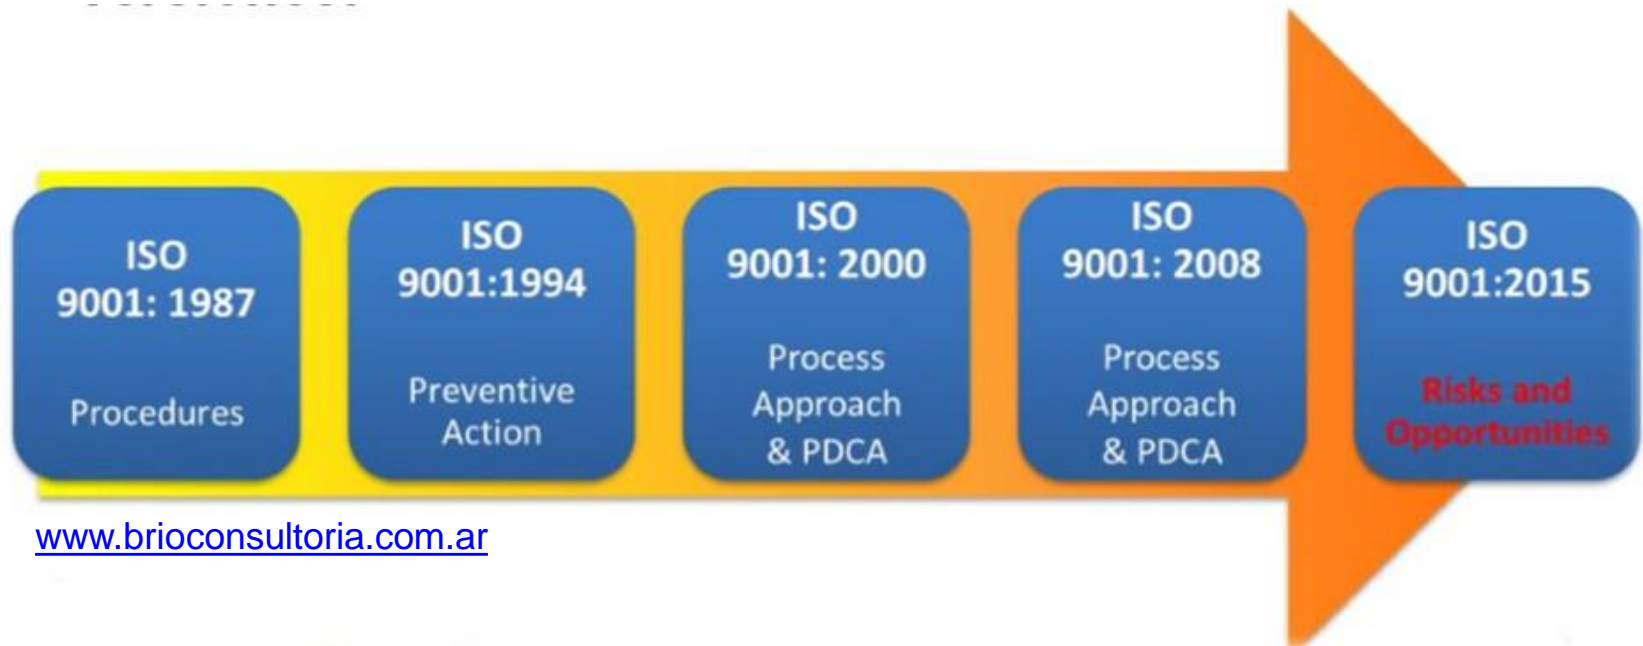 ISO
9001: 1987
Procedures
ISO
9001:1994
Preventive
Action
ISO
9001: 2000
Process
Approach
& PDCA
ISO
9001: 2008
Process
Approach
& PDCA
ISO
9001:2015
Risks and
Opportunities
www.brioconsultoria.com.ar